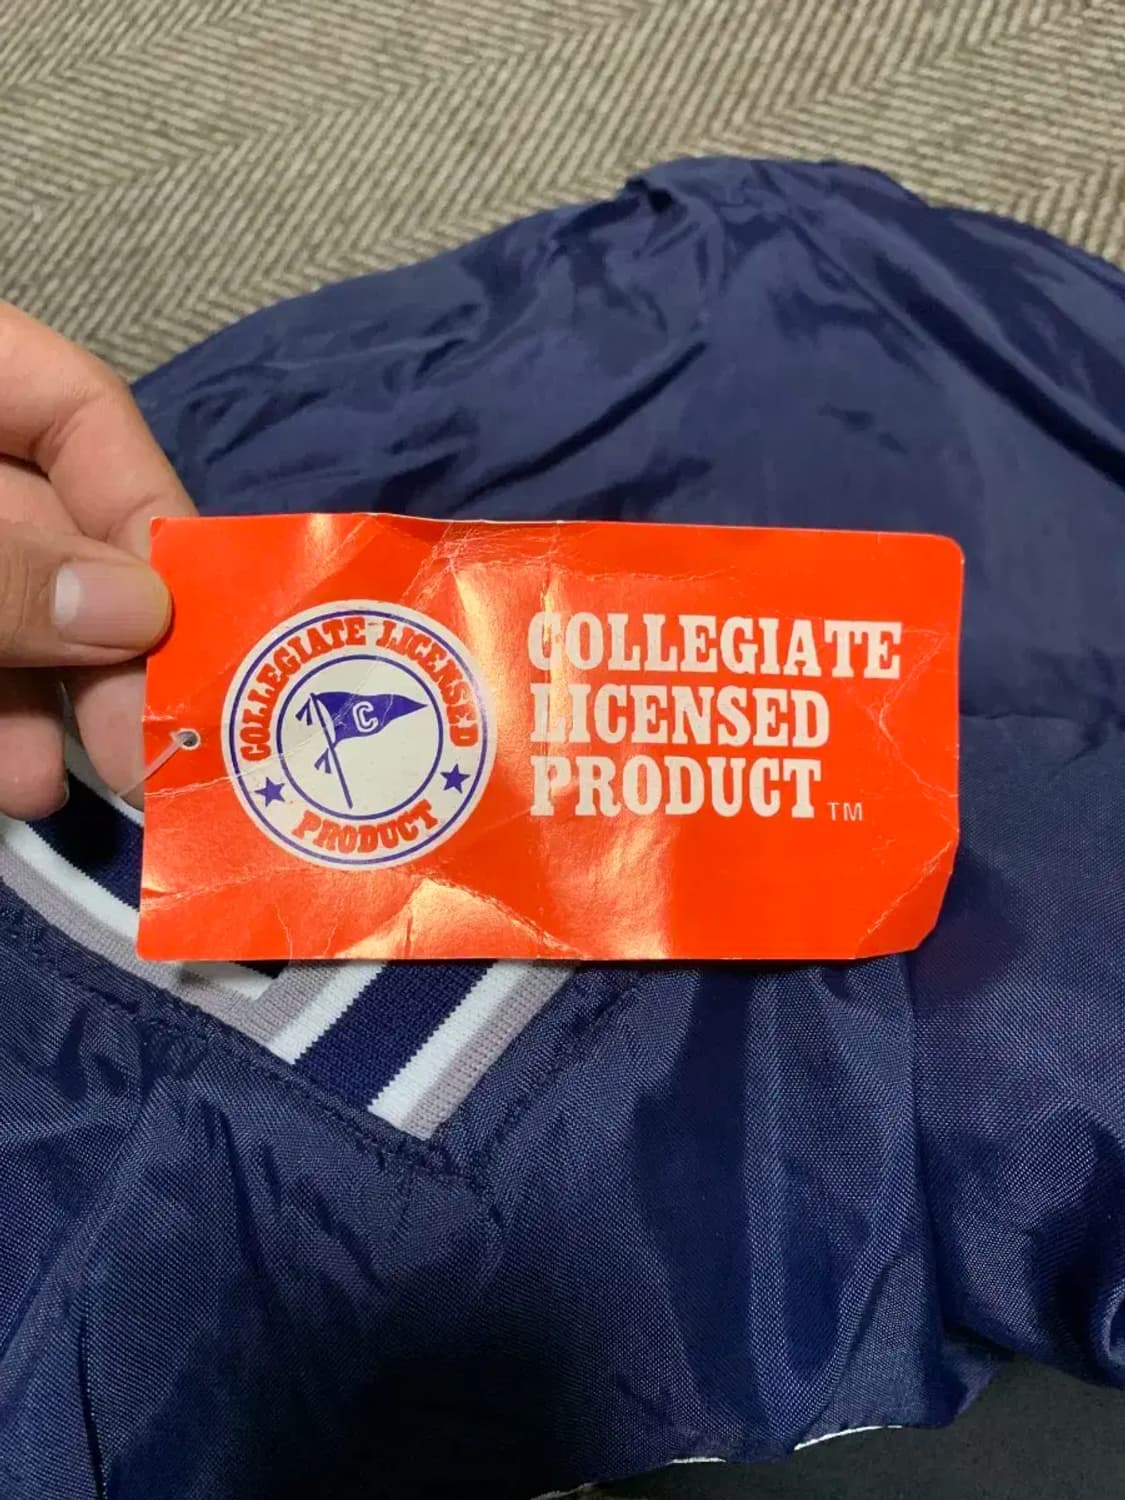 COLLEGIATE LICENSED
C
PRODUCT
COLLEGIATE
LICENSED
PRODUCT TM